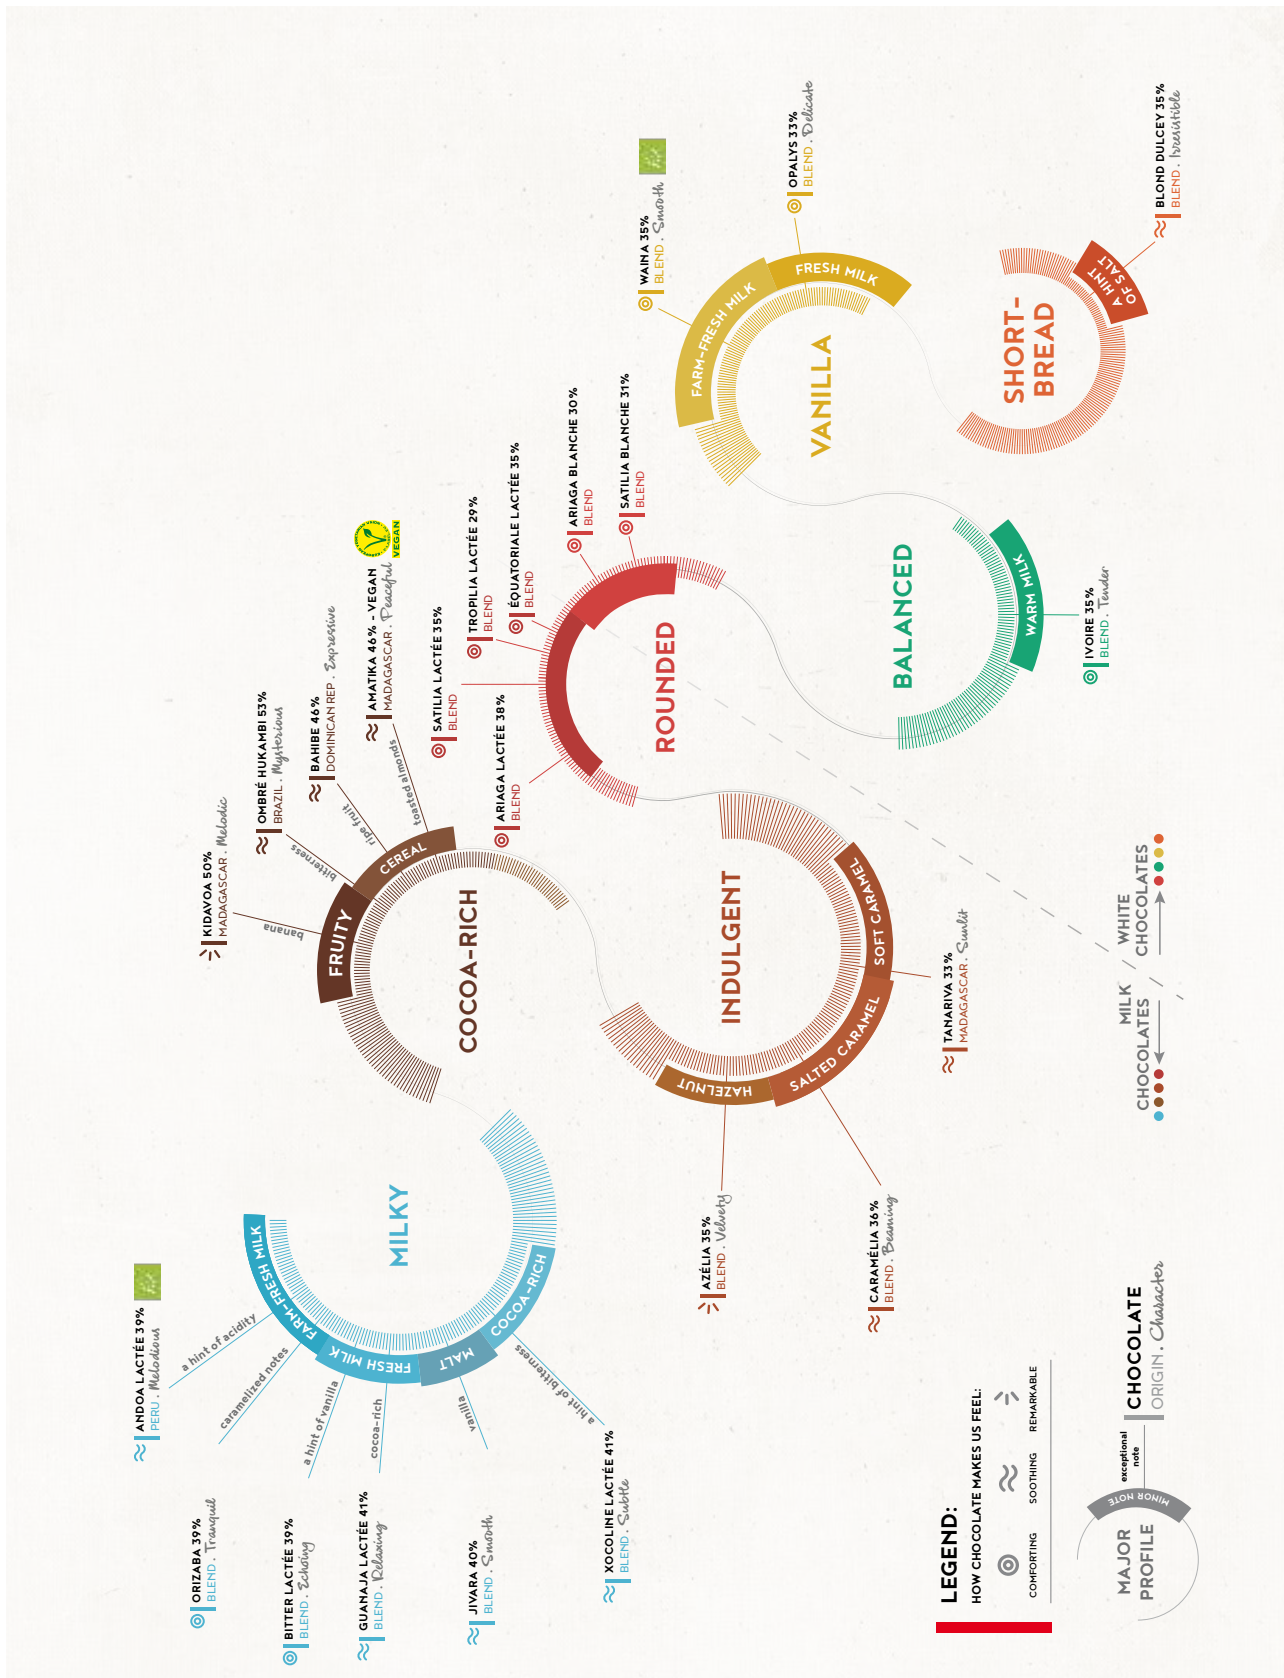 ANDOA LACTÉE 39%
PERU . Melodious
a hint of acidity
ORIZABA 39%
BLEND . Tranquil
caramelized notes
BITTER LACTÉE 39%
BLEND . Echoing
a hint of vanilla
GUANAJA LACTÉE 41%
BLEND . Relaxing
cocoa-rich
JIVARA 40%
BLEND . Smooth
vanilla
XOCOLINE LACTÉE 41%
BLEND . Subtle
a hint of bitterness
FARM-FRESH MILK
FRESH MILK
MALT
COCOA-RICH
MILKY
KIDAVOA 50%
MADAGASCAR . Melodic
banana
OMBRÉ HUKAMBI 53%
BRAZIL . Mysterious
bitterness
BAHIBE 46%
DOMINICAN REP . Expressive
ripe fruit
AMATIKA 46% - VEGAN
MADAGASCAR . Peaceful
toasted almonds
VEGAN
FRUITY
CEREAL
COCOA-RICH
AZÉLIA 35%
BLEND . Velvety
CARAMÉLIA 36%
BLEND . Beaming
TANARIVA 33%
MADAGASCAR . Sunlit
HAZELNUT
SALTED CARAMEL
SOFT CARAMEL
INDULGENT
SATILIA LACTÉE 35%
BLEND
ARIAGA LACTÉE 38%
BLEND
TROPILIA LACTÉE 29%
BLEND
ÉQUATORIALE LACTÉE 35%
BLEND
ARIAGA BLANCHE 30%
BLEND
SATILIA BLANCHE 31%
BLEND
ROUNDED
BALANCED
WARM MILK
IVOIRE 35%
BLEND . Tender
WAINA 35%
BLEND . Smooth
OPALYS 33%
BLEND . Delicate
FARM-FRESH MILK
FRESH MILK
VANILLA
SHORT-
BREAD
A HINT
OF SALT
BLOND DULCEY 35%
BLEND . Irresistible
LEGEND:
HOW CHOCOLATE MAKES US FEEL:
COMFORTING
SOOTHING
REMARKABLE
MAJOR
PROFILE
MINOR NOTE
exceptional
note
CHOCOLATE
ORIGIN . Character
MILK
CHOCOLATES
WHITE
CHOCOLATES